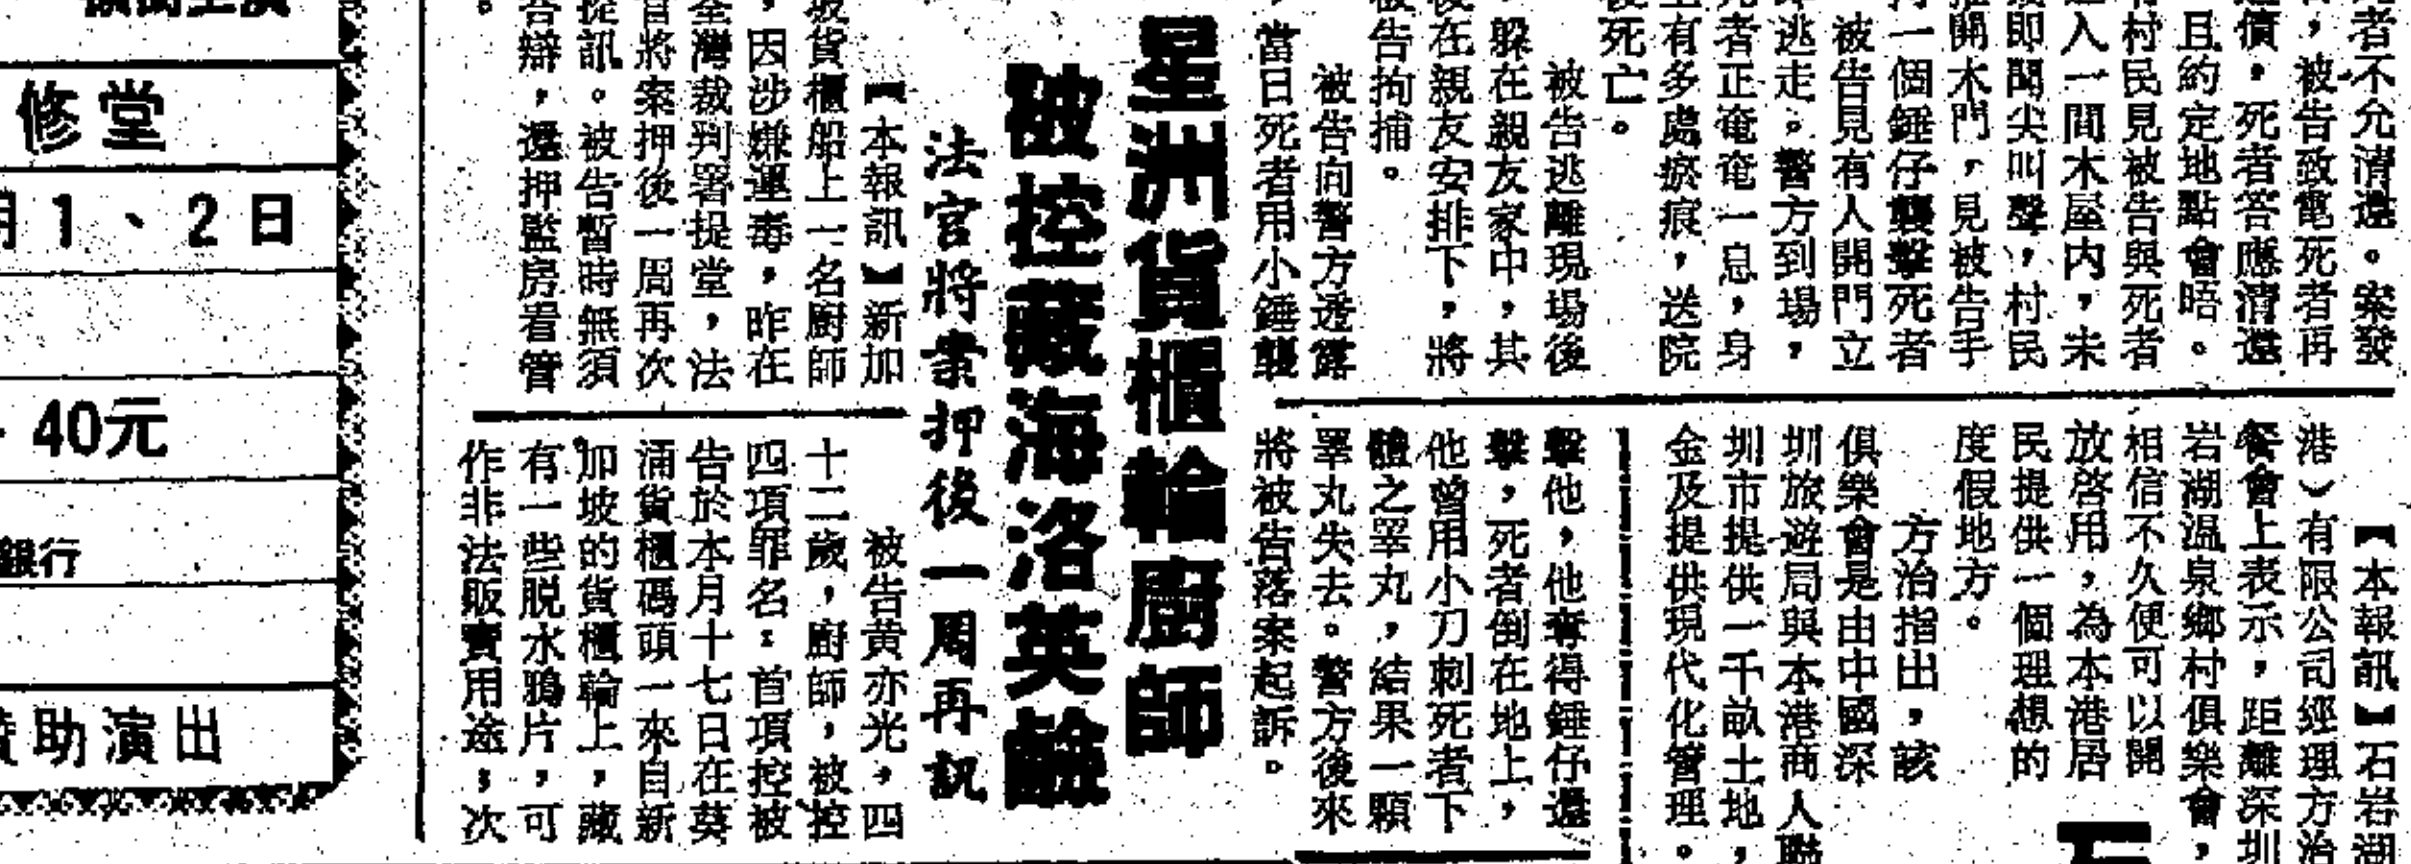 者不允清還。案發
，被告致電死者再
還債，死者答應清還
且約定地點會晤。
村民見被告與死者
入一間木屋內，未
即聞尖叫聲，村民
推開木門，見被告手
一個錘仔襲擊死者
被告見有人開門立
逃走。警方到場，
者正奄奄一息，身
有多處瘀痕，送院
死亡。
被告逃離現場後
，躲在親友家中，其
後在親友安排下，將
被告拘捕。
被告向警方透露
，當日死者用小錘襲
擊他，他奪得錘仔還
擊，死者倒在地上，
他曾用小刀刺死者下
體之睪丸，結果一顆
睪丸失去。警方後來
將被告落案起訴。
星洲貨櫃輪廚師
被控藏海洛英鹼
法官將案押後一周再訊
【本報訊】新加
坡貨櫃船上一名廚師
，因涉嫌運毒，昨在
荃灣裁判署提堂，法
官將案押後一周再次
提訊。被告暫時無須
答辯，還押監房看管
。
被告黃亦光，四
十二歲，廚師，被控
四項罪名：首項控被
告於本月十七日在葵
涌貨櫃碼頭一來自新
加坡的貨櫃輪上，藏
有一些脱水鴉片，可
作非法販賣用途；次
【本報訊】石岩湖
港）有限公司經理方治
餐會上表示，距離深圳
岩湖溫泉鄉村俱樂會，
相信不久便可以開
放啓用，為本港居
民提供一個理想的
度假地方。
方治指出，該
俱樂會是由中國深
圳旅遊局與本港商人聯
圳市提供一千畝土地，
金及提供現代化管理。
修堂
月1、2日
40元
銀行
贊助演出